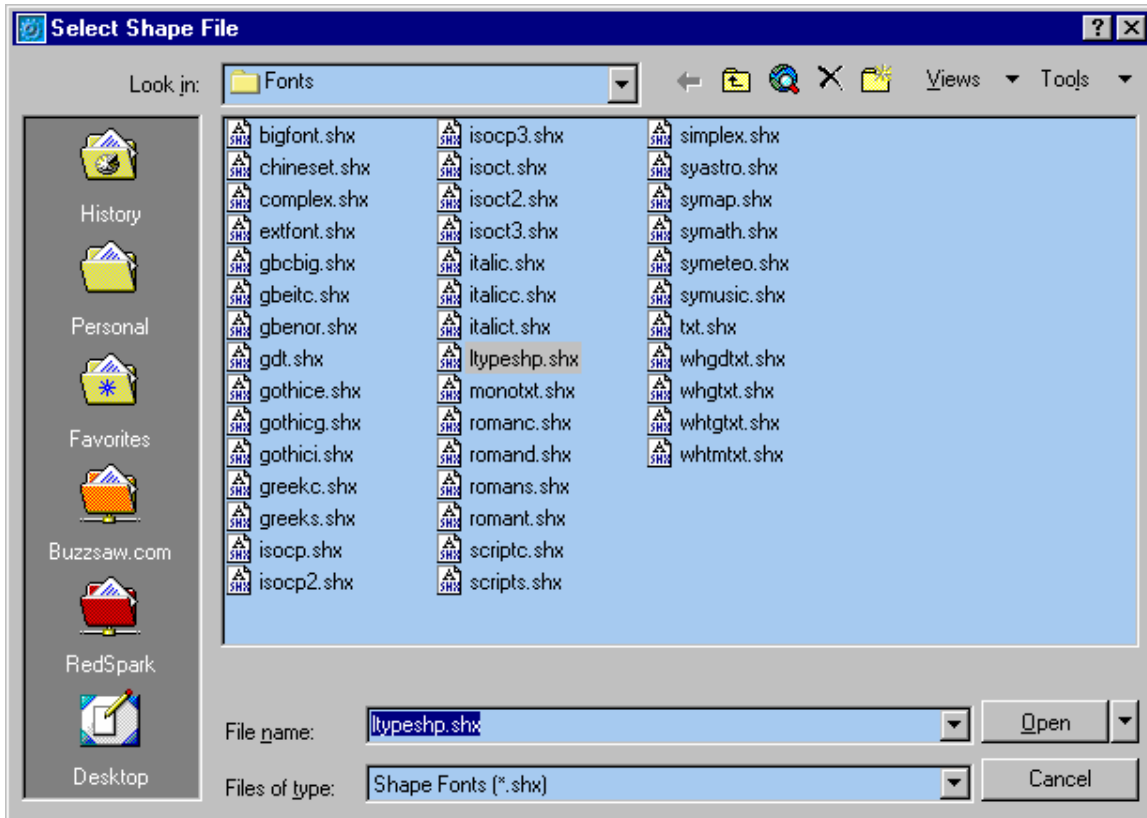 Select Shape File
Look in:
Fonts
Views
Tools
History
Personal
Favorites
Buzzsaw.com
RedSpark
Desktop
bigfont.shx
chineset.shx
complex.shx
extfont.shx
gbcbig.shx
gbeitc.shx
gbenor.shx
gdt.shx
gothice.shx
gothicg.shx
gothici.shx
greekc.shx
greeks.shx
isocp.shx
isocp2.shx
isocp3.shx
isoct.shx
isoct2.shx
isoct3.shx
italic.shx
italicc.shx
italict.shx
ltypeshp.shx
monotxt.shx
romanc.shx
romand.shx
romans.shx
romant.shx
scriptc.shx
scripts.shx
simplex.shx
syastro.shx
symap.shx
symath.shx
symeteo.shx
symusic.shx
txt.shx
whgdtxt.shx
whgtxt.shx
whtgtxt.shx
whtmtxt.shx
File name:
ltypeshp.shx
Open
Files of type:
Shape Fonts (*.shx)
Cancel